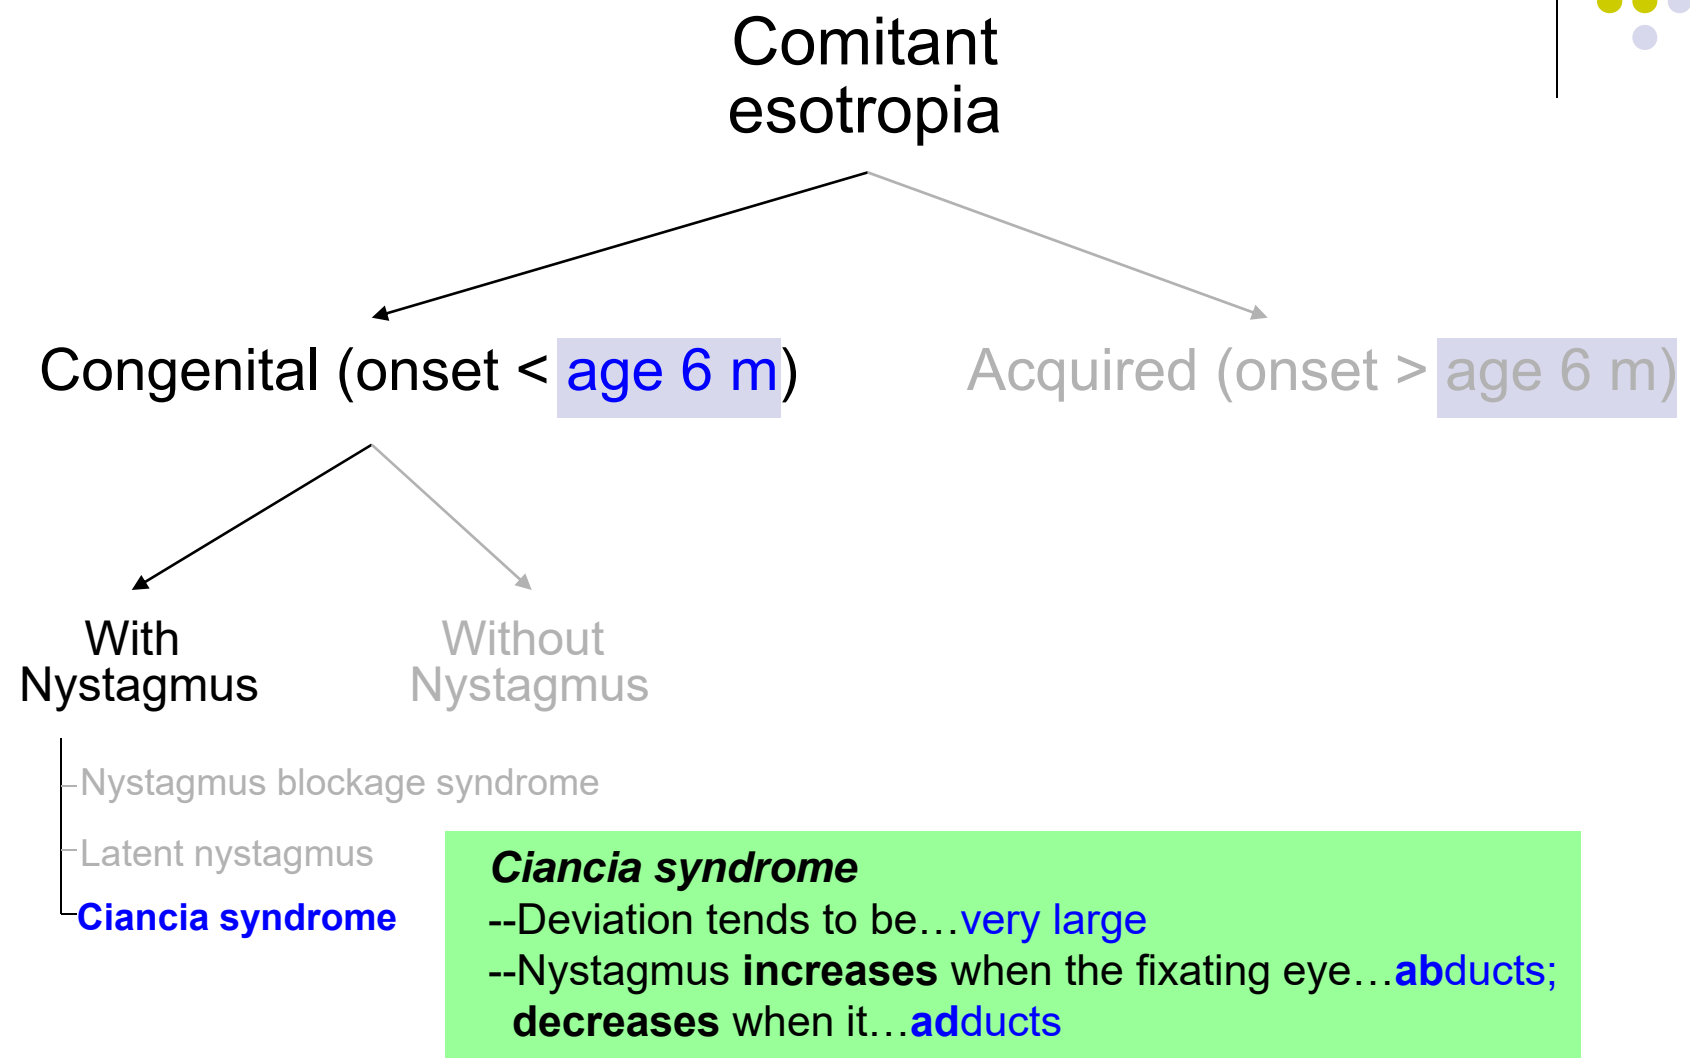 Comitant
esotropia
Congenital (onset < age 6 m)
Acquired (onset > age 6 m)
With
Nystagmus
Without
Nystagmus
Nystagmus blockage syndrome
Latent nystagmus
Ciancia syndrome
Ciancia syndrome
--Deviation tends to be…very large
--Nystagmus increases when the fixating eye…abducts;
decreases when it…adducts